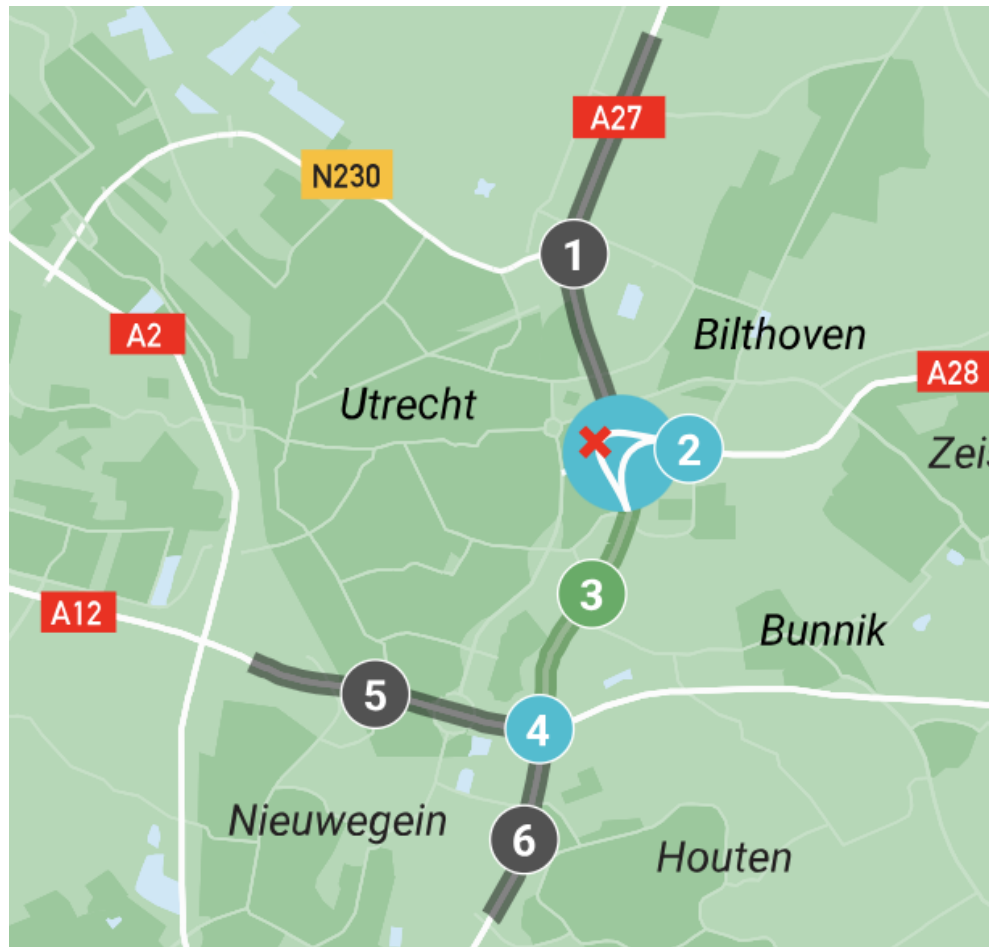 A27
N230
1
A2
Bilthoven
A28
Utrecht
2
Zeis
3
A12
Bunnik
5
4
Nieuwegein
6
Houten